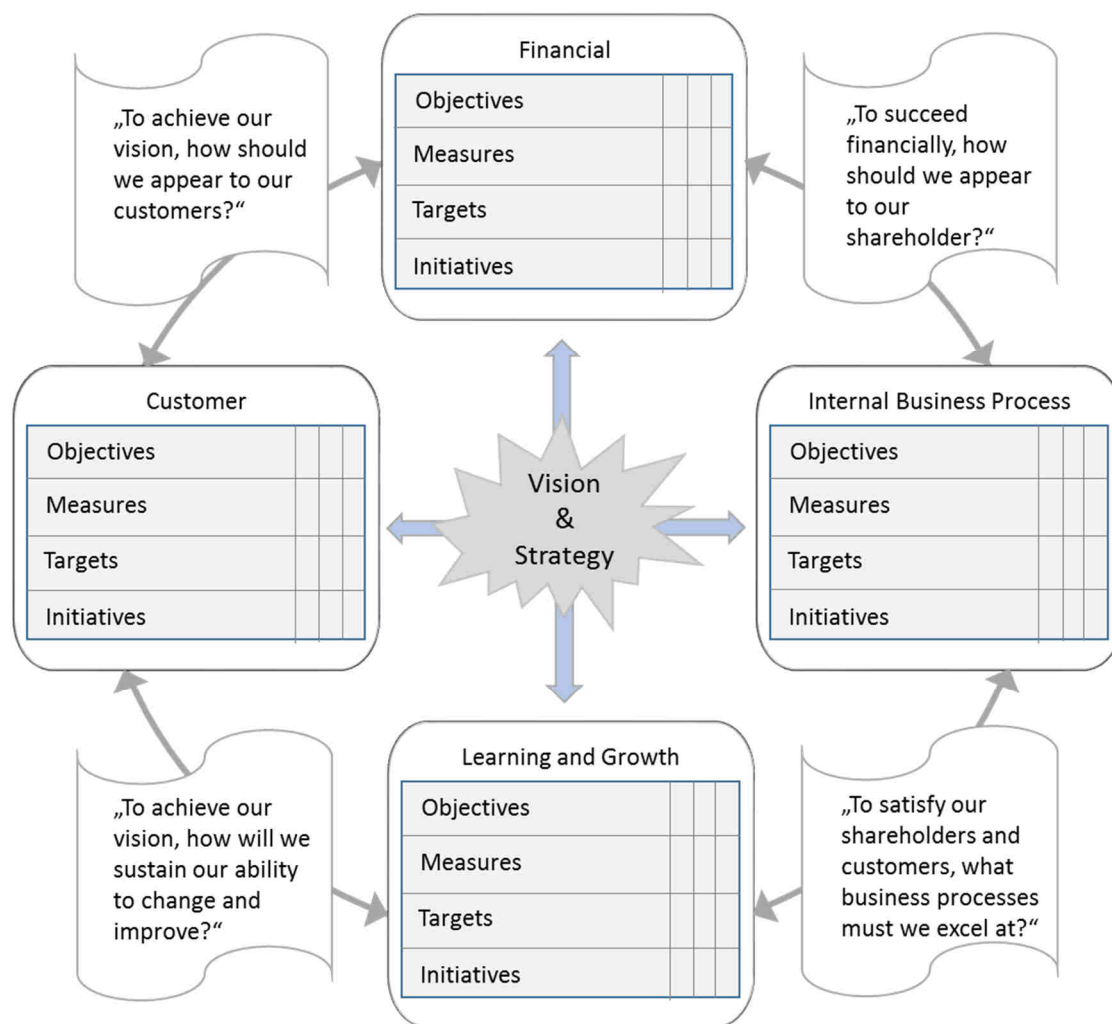 Financial
Objectives
Measures
Targets
Initiatives
„To achieve our
vision, how should
we appear to our
customers?“
„To succeed
financially, how
should we appear
to our
shareholder?“
Customer
Objectives
Measures
Targets
Initiatives
Vision
&
Strategy
Internal Business Process
Objectives
Measures
Targets
Initiatives
„To achieve our
vision, how will we
sustain our ability
to change and
improve?“
Learning and Growth
Objectives
Measures
Targets
Initiatives
„To satisfy our
shareholders and
customers, what
business processes
must we excel at?“